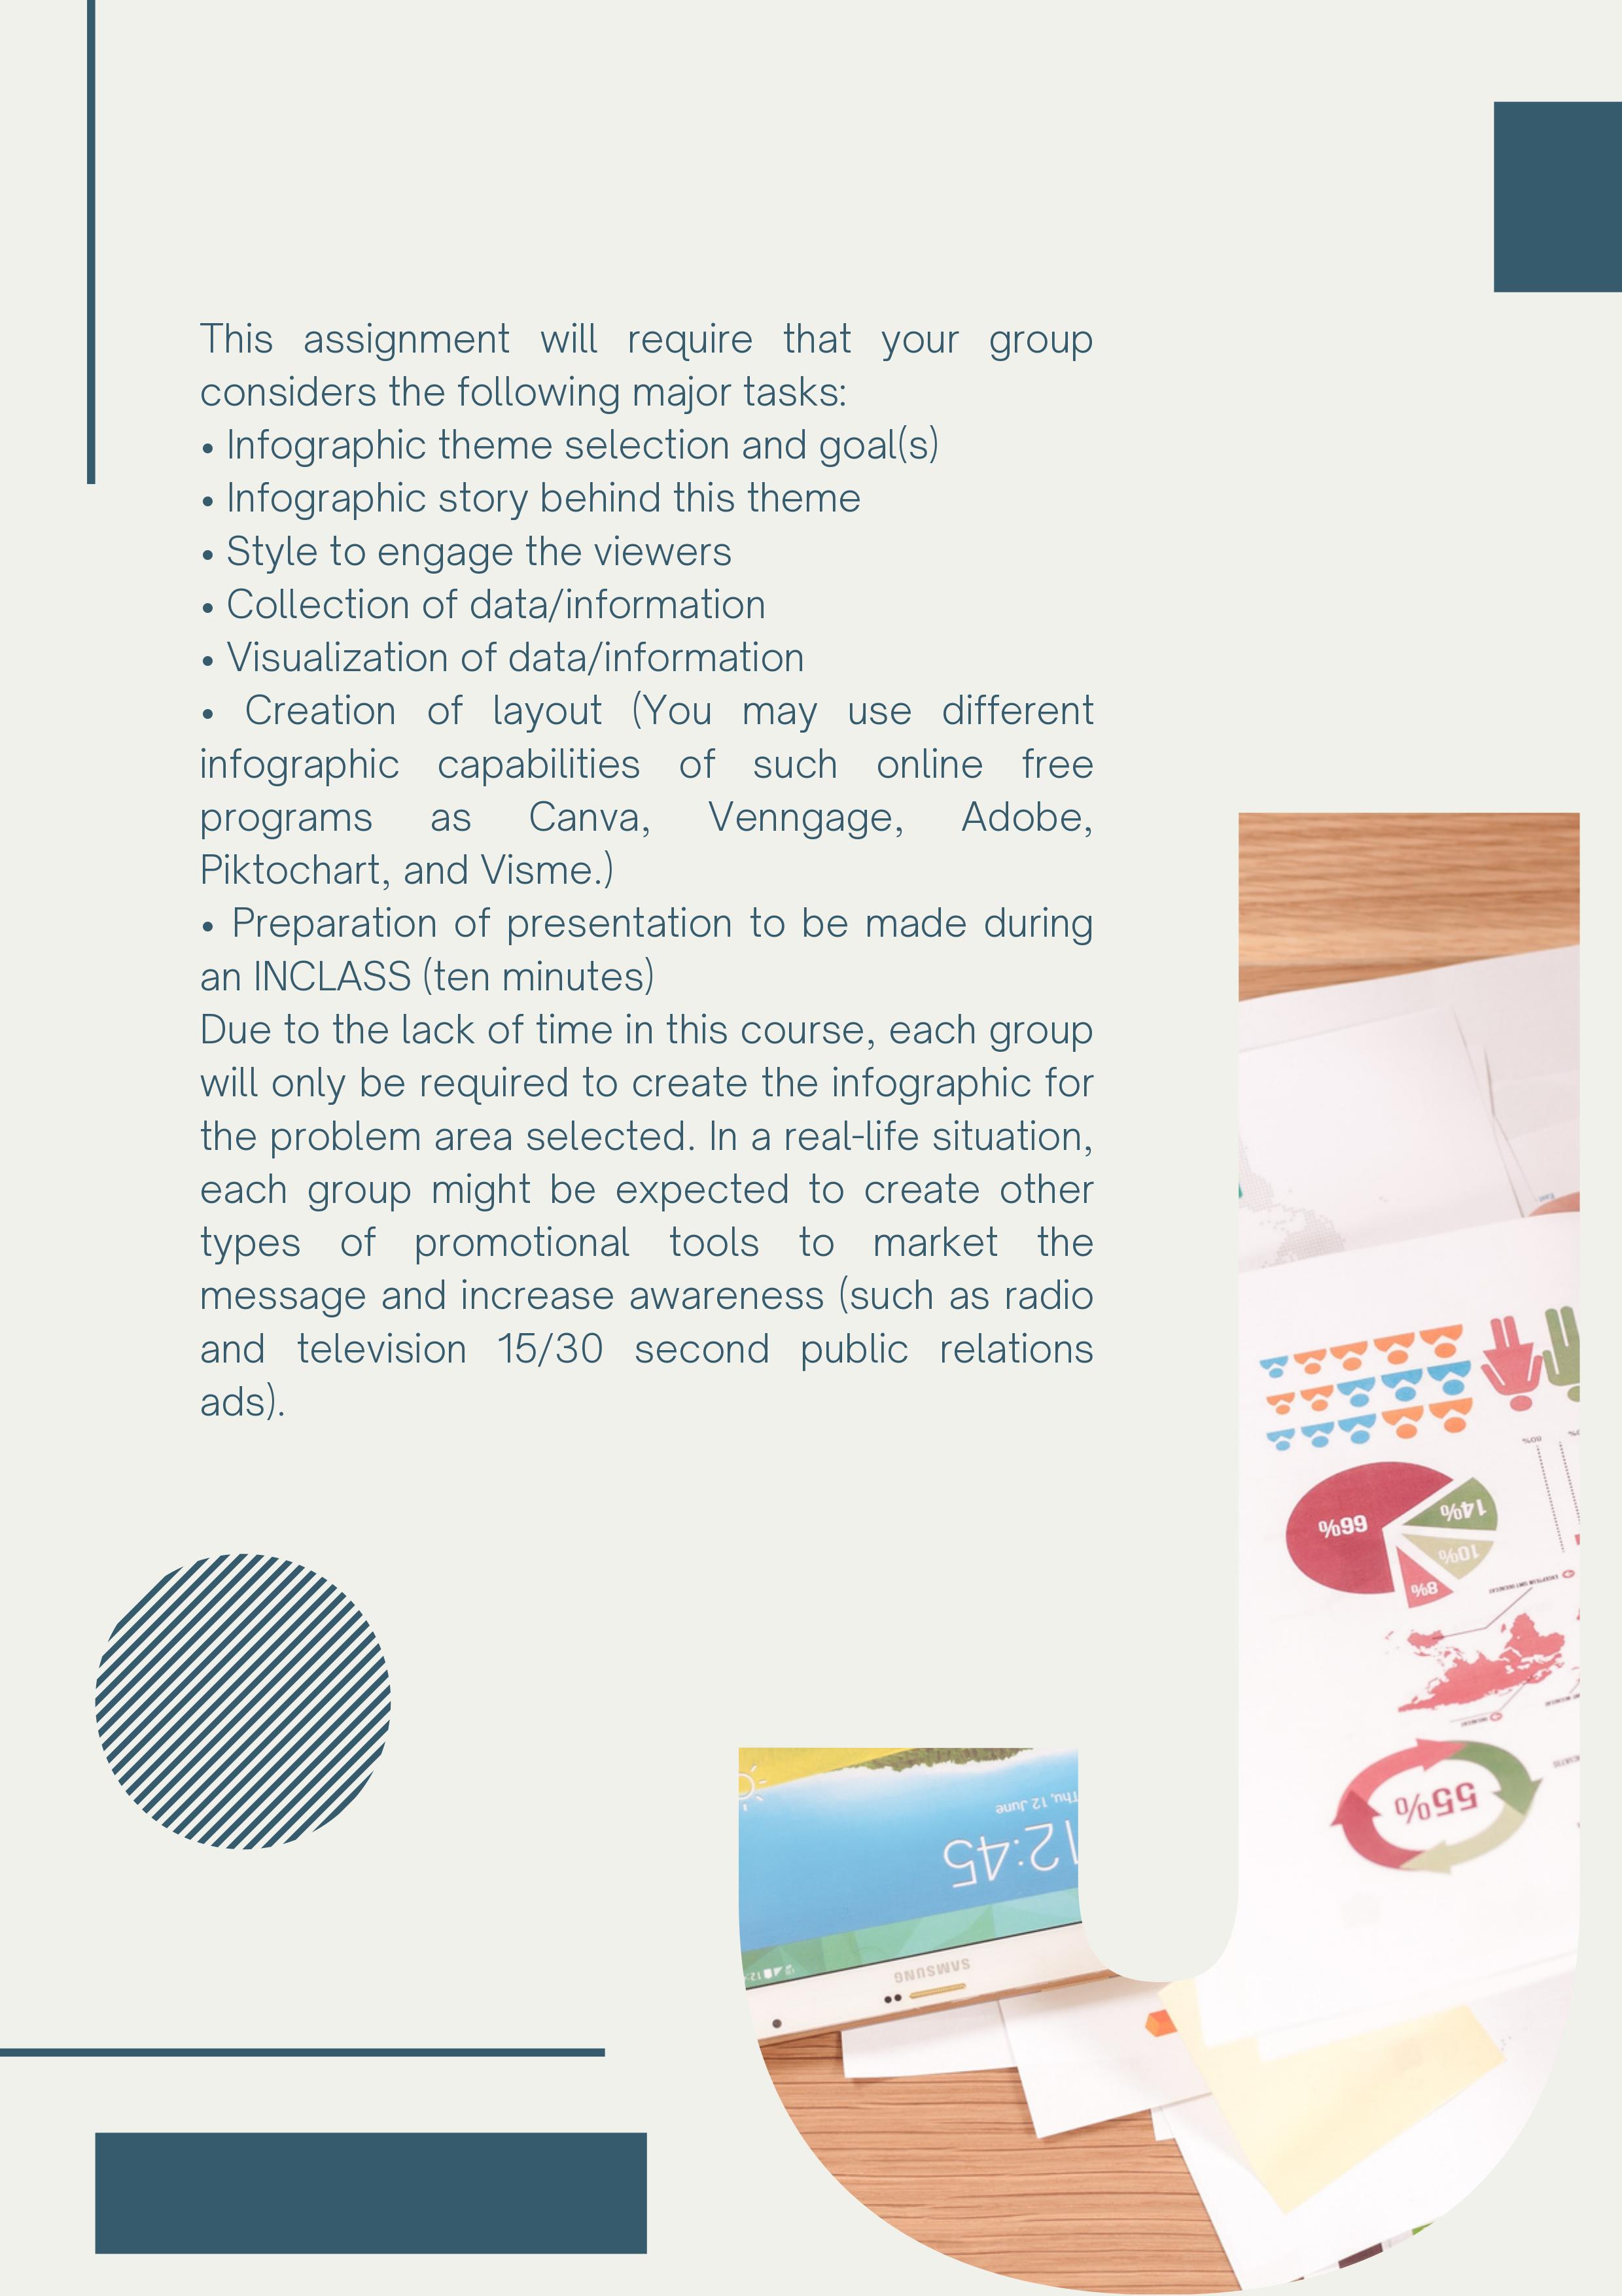 This assignment will require that your group
considers the following major tasks:
• Infographic theme selection and goal(s)
• Infographic story behind this theme
• Style to engage the viewers
• Collection of data/information
• Visualization of data/information
• Creation of layout (You may use different
infographic capabilities of such online free
programs as Canva, Venngage, Adobe,
Piktochart, and Visme.)
• Preparation of presentation to be made during
an INCLASS (ten minutes)
Due to the lack of time in this course, each group
will only be required to create the infographic for
the problem area selected. In a real-life situation,
each group might be expected to create other
types of promotional tools to market the
message and increase awareness (such as radio
and television 15/30 second public relations
ads).
66%
14%
10%
8%
55%
Thu, 12 June
12:45
SAMSUNG